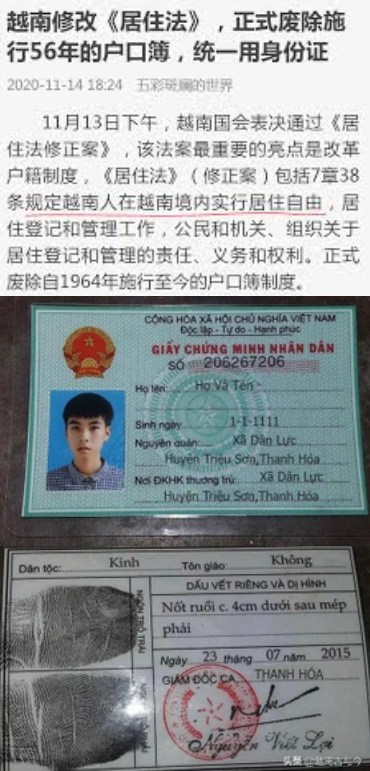 越南修改《居住法》，正式废除施
行56年的户口簿，统一用身份证
2020-11-14 18:24 五彩斑斓的世界
11月13日下午，越南国会表决通过《居
住法修正案》，该法案最重要的亮点是改革
户籍制度，《居住法》（修正案）包括7章38
条规定越南人在越南境内实行居住自由，居
住登记和管理工作，公民和机关、组织关于
居住登记和管理的责任、义务和权利。正式
废除自1964年施行至今的户口簿制度。
CỘNG HÒA XÃ HỘI CHỦ NGHĨA VIỆT NAM
Độc lập - Tự do - Hạnh phúc
GIẤY CHỨNG MINH NHÂN DÂN
SỐ 206267206
Họ tên: Họ Và Tên
Sinh ngày 1-1-1111
Nguyên quán: Xã Dân Lực
Huyện Triệu Sơn,Thanh Hóa
Nơi ĐKHK thường trú: Xã Dân Lực
Huyện Triệu Sơn,Thanh Hóa
Dân tộc: Kinh Tôn giáo: Không
NGÓN TRỎ TRÁI
DẤU VẾT RIÊNG VÀ DỊ HÌNH
Nốt ruồi c. 4cm dưới sau mép
phải
Ngày 23 tháng 07 năm 2015
GIÁM ĐỐC CA THANH HÓA
Nguyễn Viết Lợi